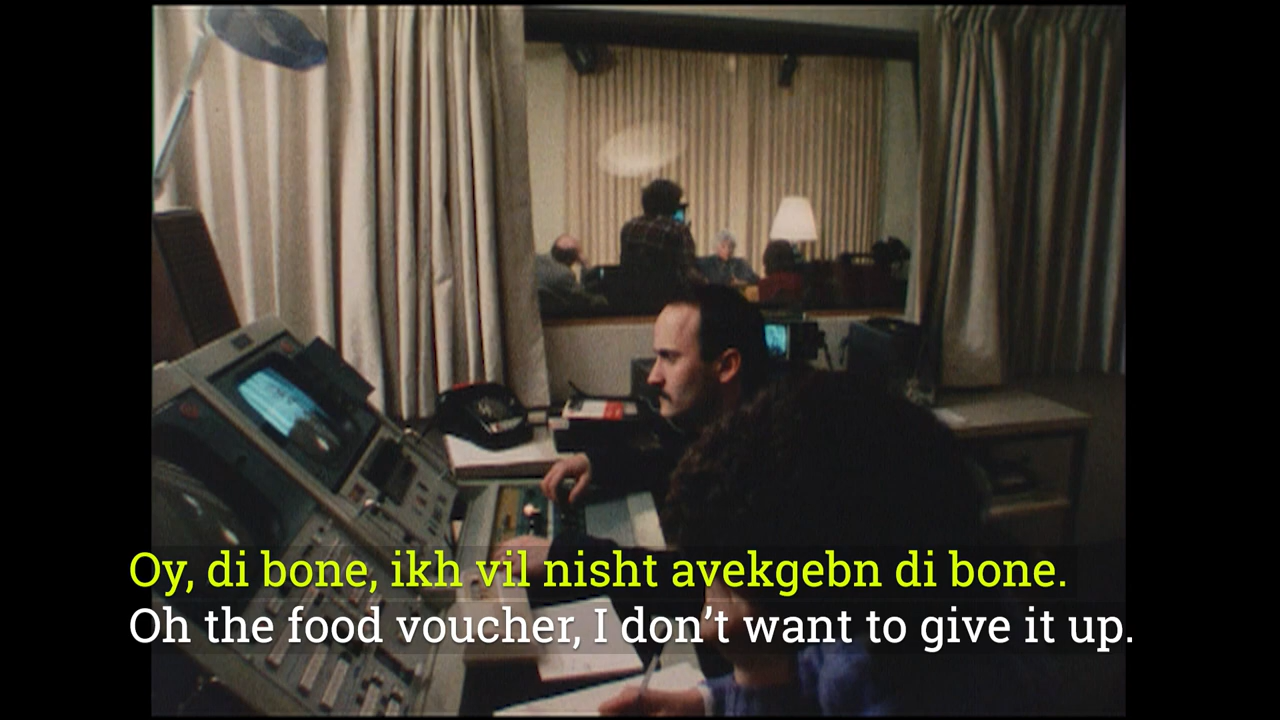 Oy, di bone, ikh vil nisht avekgebn di bone.
Oh the food voucher, I don’t want to give it up.